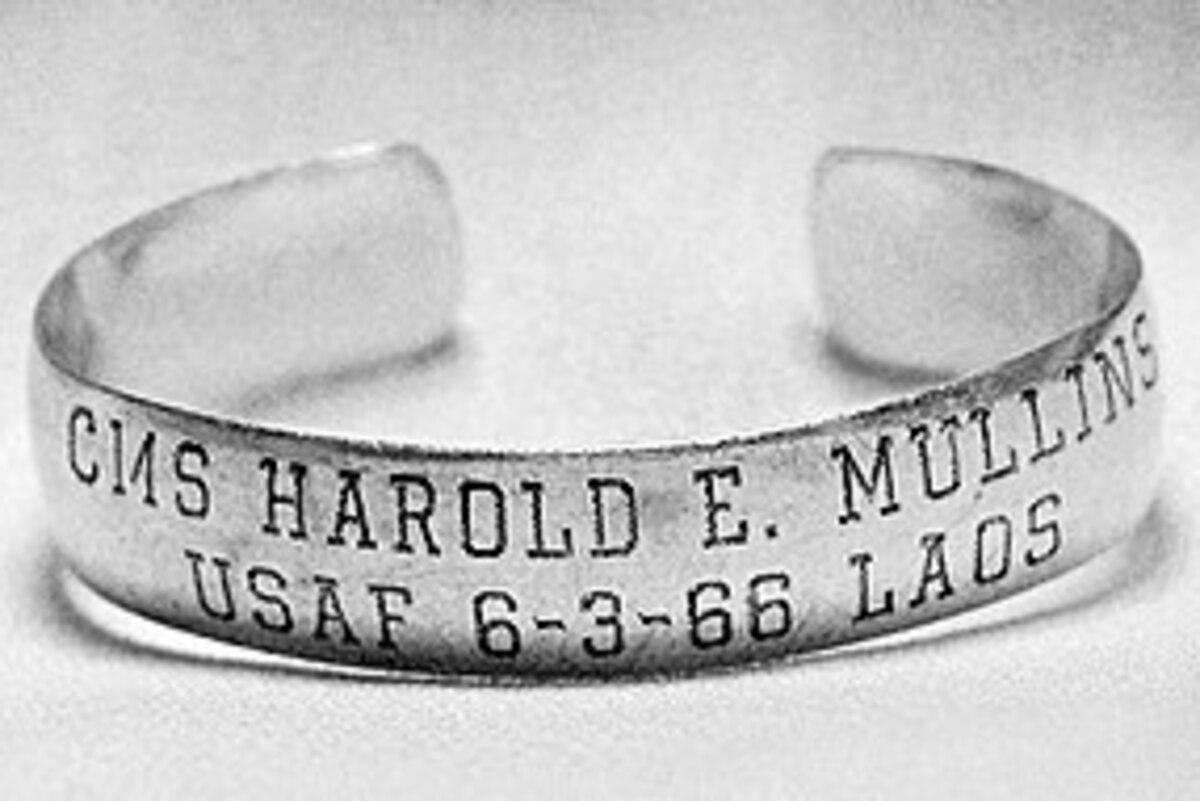 CMS HAROLD E. MULLINS
USAF 6-3-66 LAOS